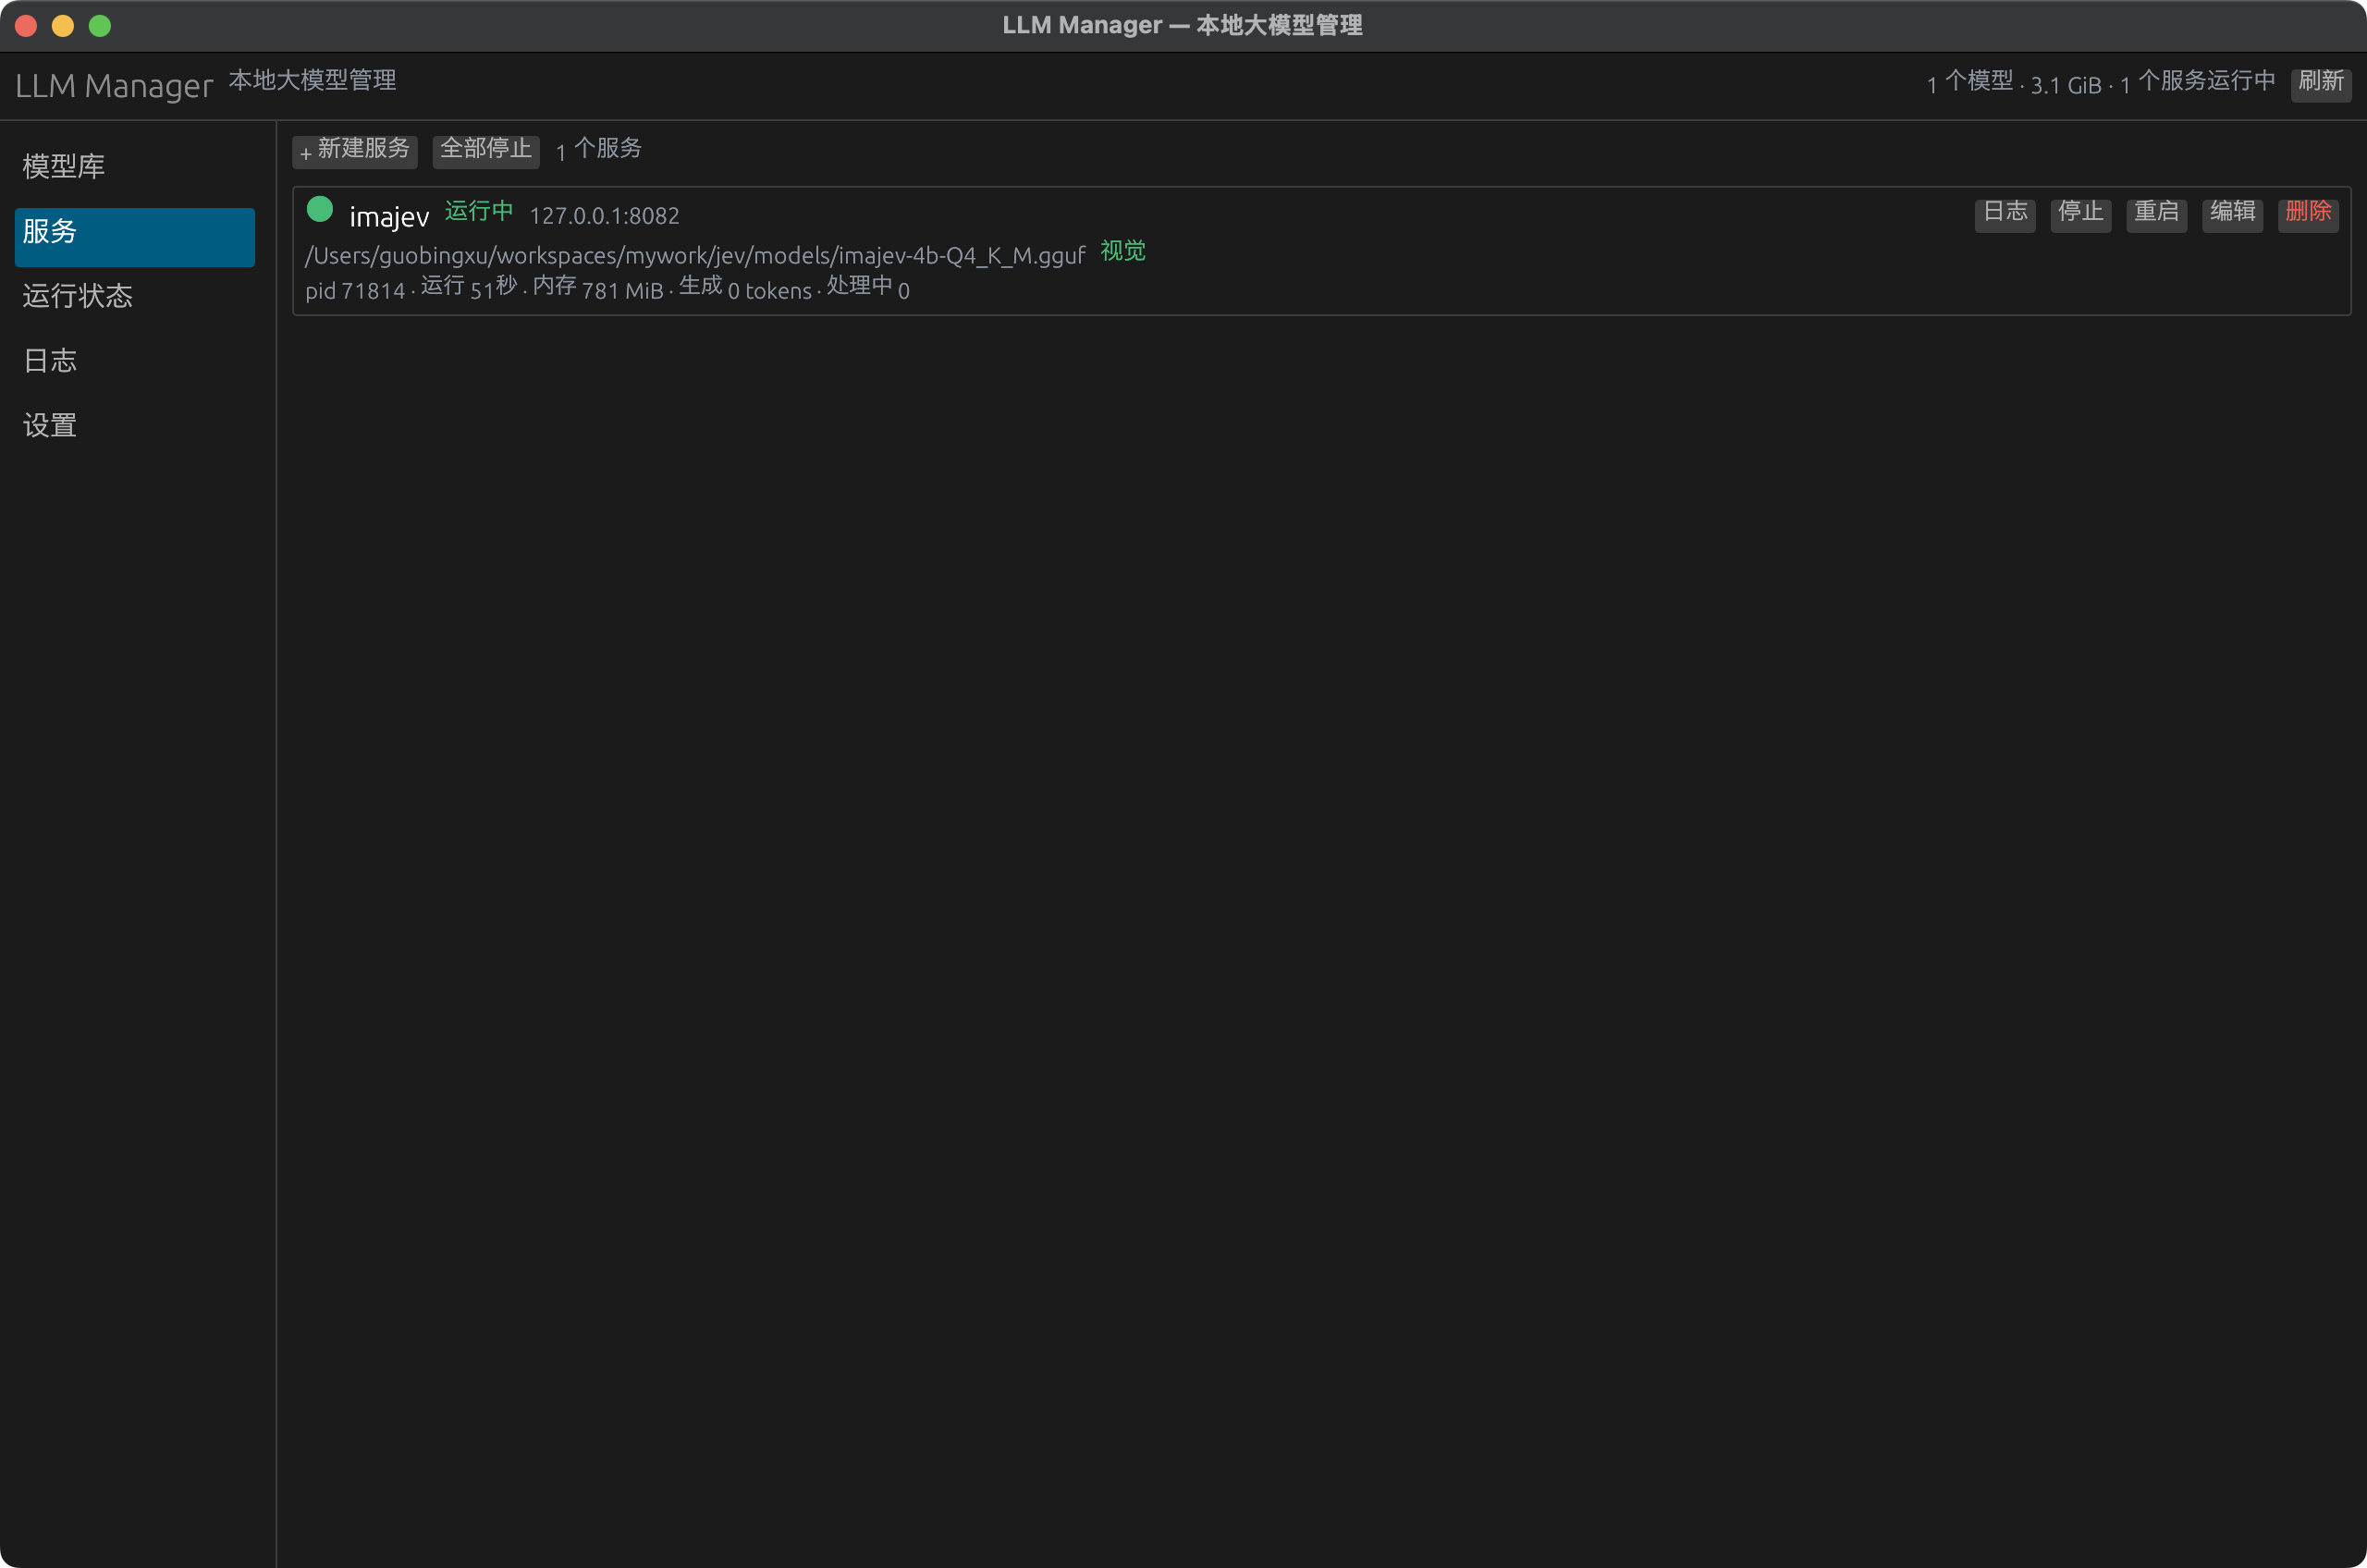 LLM Manager — 本地大模型管理
LLM Manager 本地大模型管理
1 个模型 · 3.1 GiB · 1 个服务运行中 刷新
模型库
服务
运行状态
日志
设置
+ 新建服务 全部停止 1 个服务
imajev 运行中 127.0.0.1:8082 日志 停止 重启 编辑 删除
/Users/guobingxu/workspaces/mywork/jev/models/imajev-4b-Q4_K_M.gguf 视觉
pid 71814 · 运行 51秒 · 内存 781 MiB · 生成 0 tokens · 处理中 0